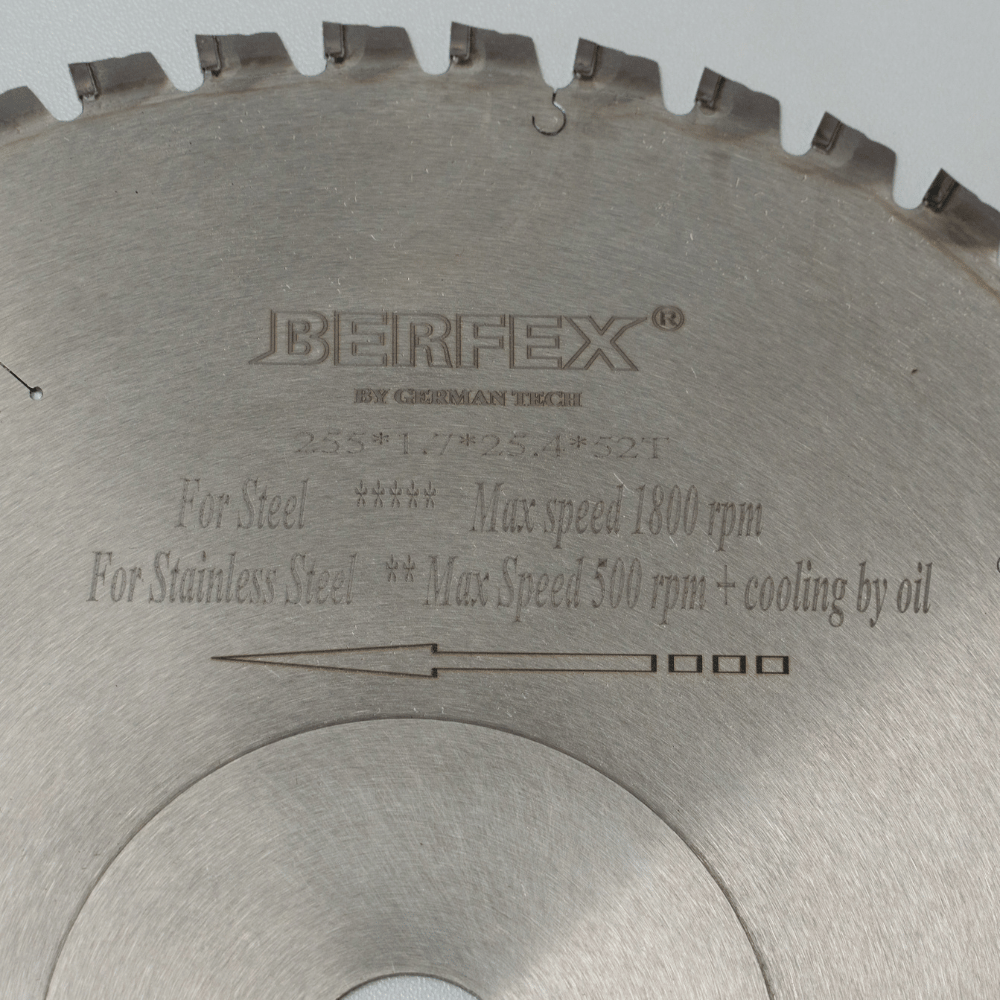 BERFEX®
BY GERMAN TECH
255*1.7*25.4*52T
For Steel ***** Max speed 1800 rpm
For Stainless Steel ** Max Speed 500 rpm + cooling by oil